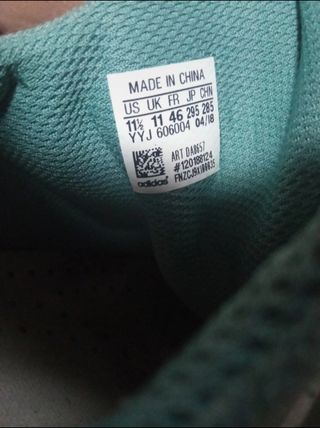 MADE IN CHINA
US UK FR JP CHN
11½ 11 46 295 285
YYJ 606004 04/18
ART DA8657
#120188124
adidas